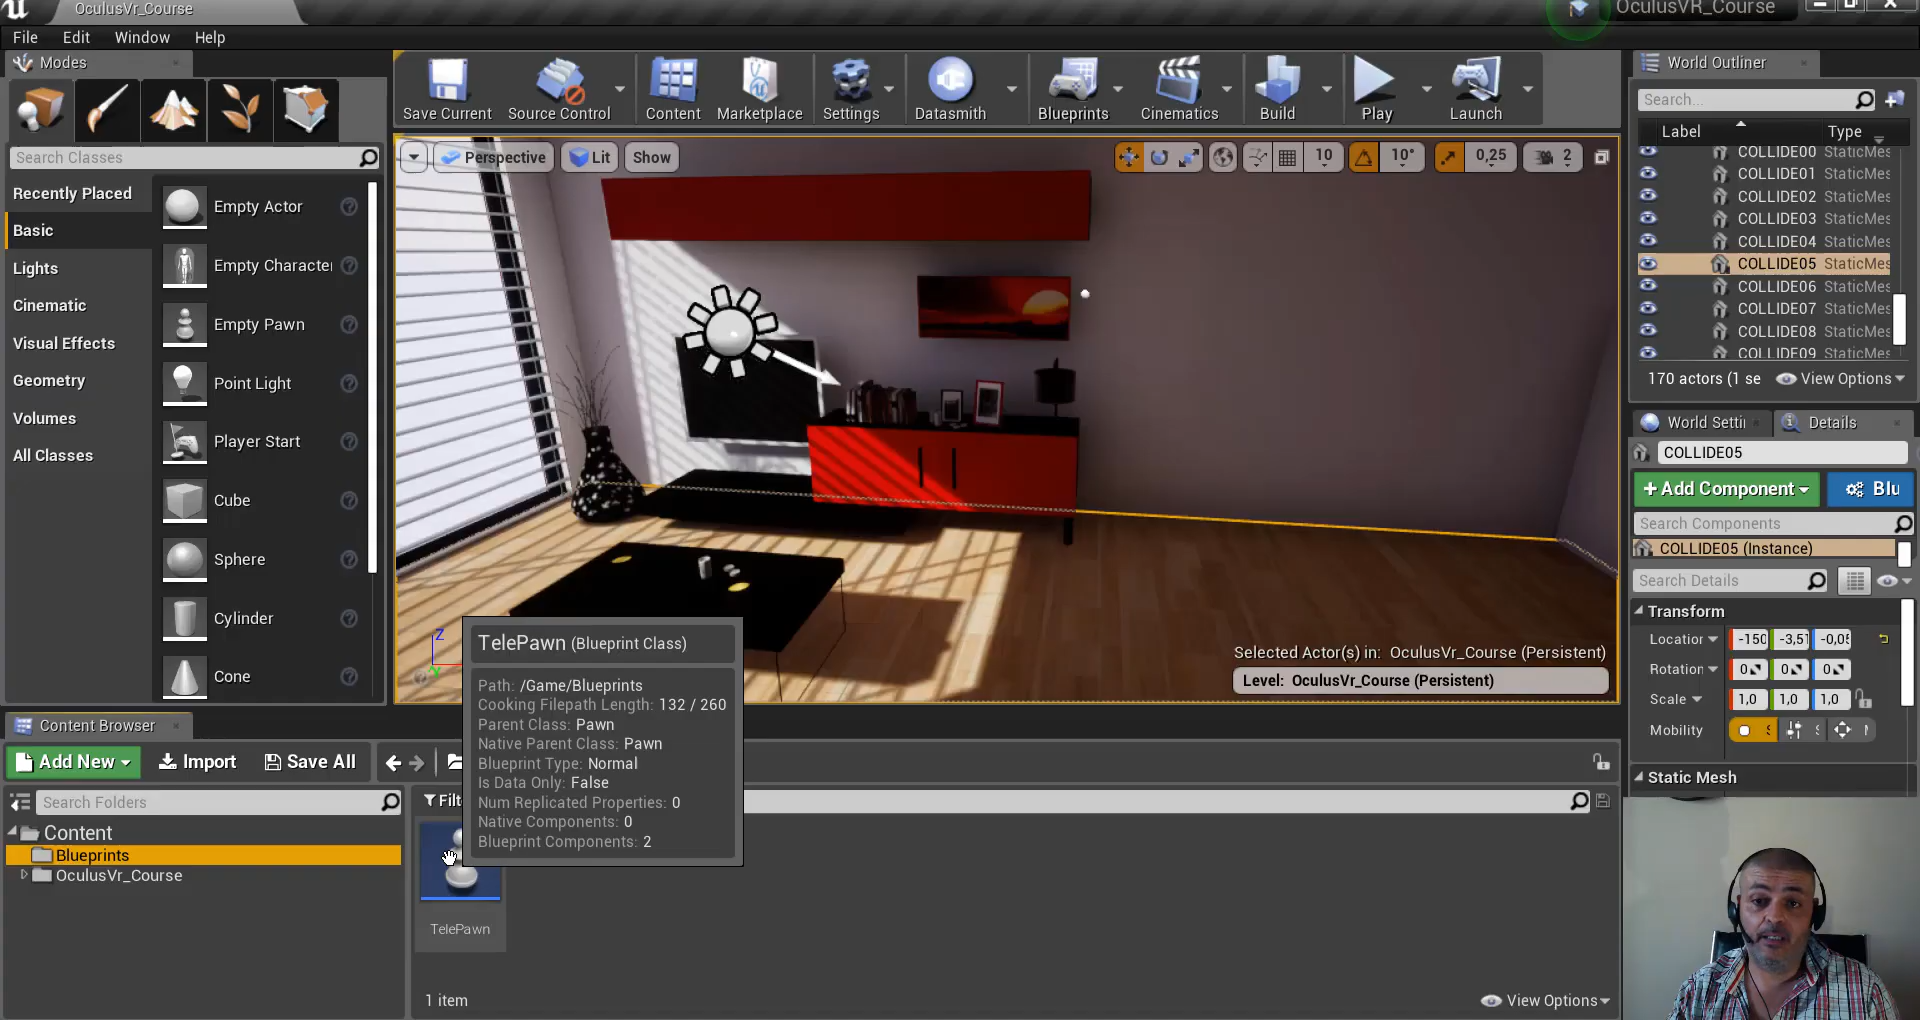 OculusVr_Course
OculusVR_Course
File Edit Window Help
Modes
Save Current
Source Control
Content
Marketplace
Settings
Datasmith
Blueprints
Cinematics
Build
Play
Launch
World Outliner
Search...
Label Type
COLLIDE00 StaticMes
COLLIDE01 StaticMes
COLLIDE02 StaticMes
COLLIDE03 StaticMes
COLLIDE04 StaticMes
COLLIDE05 StaticMes
COLLIDE06 StaticMes
COLLIDE07 StaticMes
COLLIDE08 StaticMes
COLLIDE09 StaticMes
170 actors (1 se View Options
Search Classes
Recently Placed
Basic
Lights
Cinematic
Visual Effects
Geometry
Volumes
All Classes
Empty Actor
Empty Character
Empty Pawn
Point Light
Player Start
Cube
Sphere
Cylinder
Cone
Perspective Lit Show
10 10° 0,25 2
Z
Y
Selected Actor(s) in: OculusVr_Course (Persistent)
Level: OculusVr_Course (Persistent)
World Setti Details
COLLIDE05
+ Add Component Blu
Search Components
COLLIDE05 (Instance)
Search Details
Transform
Location -150 -3,51 -0,05
Rotation 0 0 0
Scale 1,0 1,0 1,0
Mobility
Static Mesh
TelePawn (Blueprint Class)
Path: /Game/Blueprints
Cooking Filepath Length: 132 / 260
Parent Class: Pawn
Native Parent Class: Pawn
Blueprint Type: Normal
Is Data Only: False
Num Replicated Properties: 0
Native Components: 0
Blueprint Components: 2
Content Browser
Add New Import Save All
Search Folders
Content
Blueprints
OculusVr_Course
Filt
TelePawn
1 item
View Options